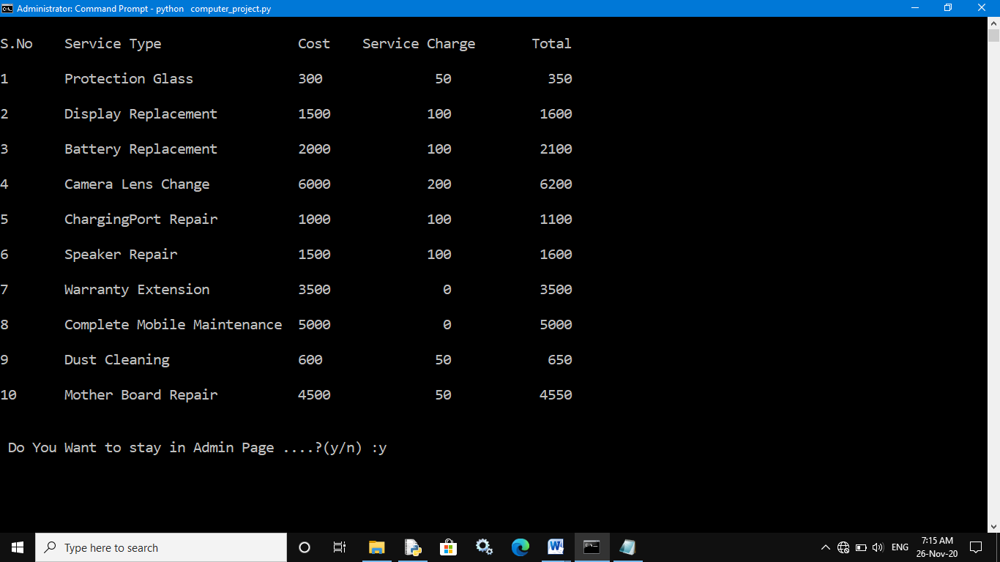 Administrator: Command Prompt - python  computer_project.py
S.No    Service Type                 Cost    Service Charge       Total
1       Protection Glass             300              50            350
2       Display Replacement          1500            100           1600
3       Battery Replacement          2000            100           2100
4       Camera Lens Change           6000            200           6200
5       ChargingPort Repair          1000            100           1100
6       Speaker Repair               1500            100           1600
7       Warranty Extension           3500              0           3500
8       Complete Mobile Maintenance  5000              0           5000
9       Dust Cleaning                600              50            650
10      Mother Board Repair          4500             50           4550
Do You Want to stay in Admin Page ....?(y/n) :y
Type here to search
ENG
7:15 AM
26-Nov-20